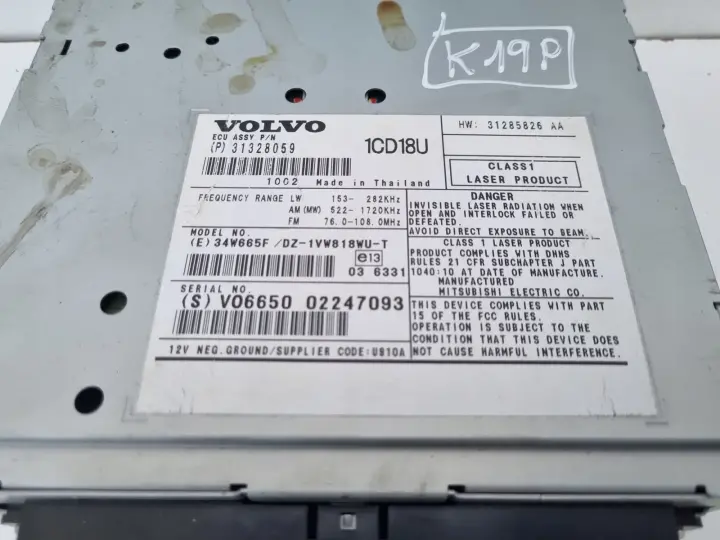 K19P
VOLVO
ECU ASSY P/N
(P) 31328059
1CD18U
1002 Made in Thailand
FREQUENCY RANGE LW 153- 282KHz
AM (MW) 522- 1720KHz
FM 76.0-108.0MHz
MODEL NO.
(E) 34W665F /DZ-1VW818WU-T
e13
03 6331
SERIAL NO.
(S) VO6650 02247093
12V NEG.GROUND/SUPPLIER CODE:US10A
HW: 31285826 AA
CLASS1
LASER PRODUCT
DANGER
INVISIBLE LASER RADIATION WHEN
OPEN AND INTERLOCK FAILED OR
DEFEATED.
AVOID DIRECT EXPOSURE TO BEAM.
CLASS 1 LASER PRODUCT
PRODUCT COMPLIES WITH DHHS
RULES 21 CFR SUBCHAPTER J PART
1040:10 AT DATE OF MANUFACTURE.
MANUFACTURED
MITSUBISHI ELECTRIC CO.
THIS DEVICE COMPLIES WITH PART
15 OF THE FCC RULES.
OPERATION IS SUBJECT TO THE
CONDITION THAT THIS DEVICE DOES
NOT CAUSE HARMFUL INTERFERENCE.